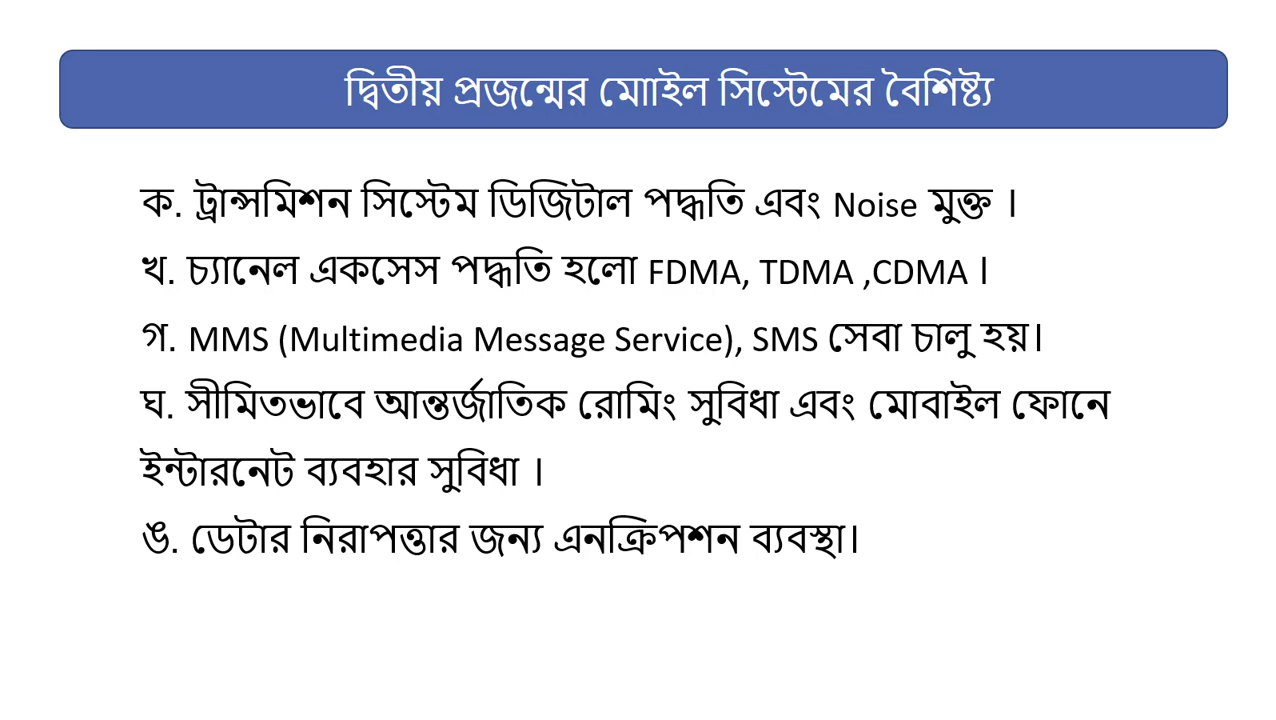 দ্বিতীয় প্রজন্মের মোাইল সিস্টেমের বৈশিষ্ট্য
ক. ট্রান্সমিশন সিস্টেম ডিজিটাল পদ্ধতি এবং Noise মুক্ত ।
খ. চ্যানেল একসেস পদ্ধতি হলো FDMA, TDMA ,CDMA ।
গ. MMS (Multimedia Message Service), SMS সেবা চালু হয়।
ঘ. সীমিতভাবে আন্তর্জাতিক রোমিং সুবিধা এবং মোবাইল ফোনে
ইন্টারনেট ব্যবহার সুবিধা ।
ঙ. ডেটার নিরাপত্তার জন্য এনক্রিপশন ব্যবস্থা।